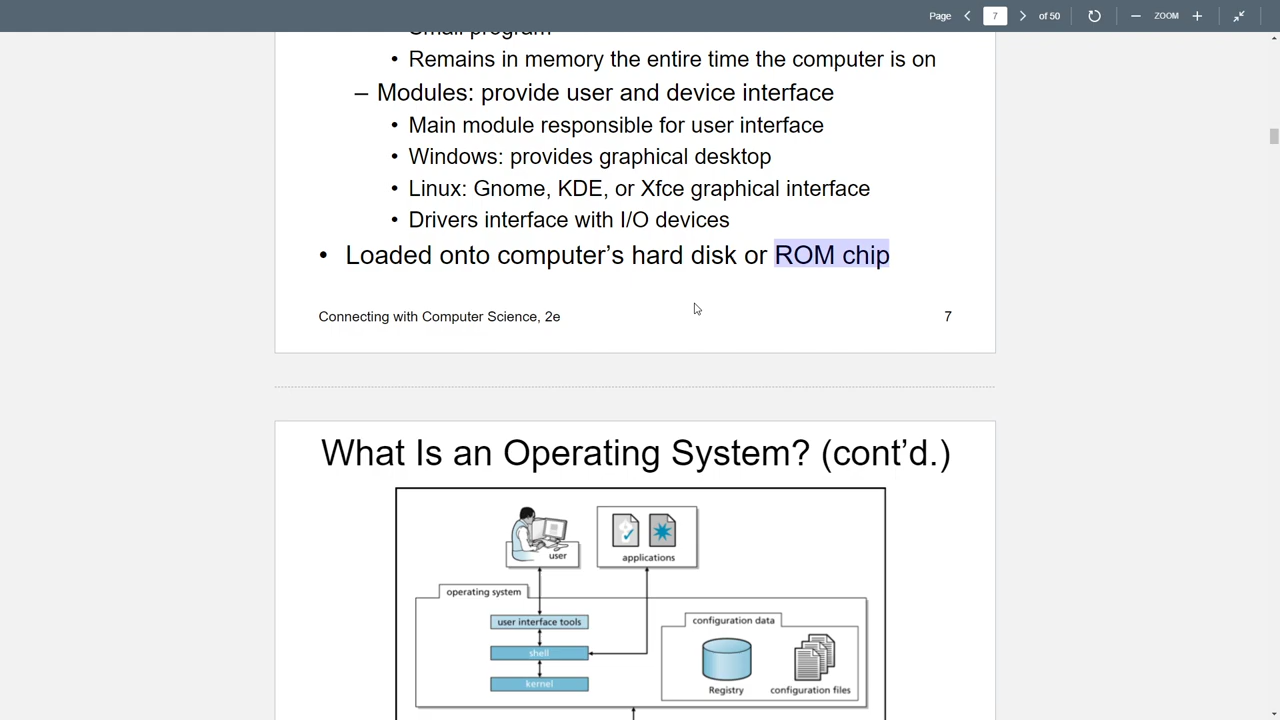 Page 7 of 50 ZOOM
Small program
• Remains in memory the entire time the computer is on
– Modules: provide user and device interface
• Main module responsible for user interface
• Windows: provides graphical desktop
• Linux: Gnome, KDE, or Xfce graphical interface
• Drivers interface with I/O devices
• Loaded onto computer’s hard disk or ROM chip
Connecting with Computer Science, 2e 7
What Is an Operating System? (cont’d.)
user
applications
operating system
user interface tools
shell
kernel
configuration data
Registry
configuration files